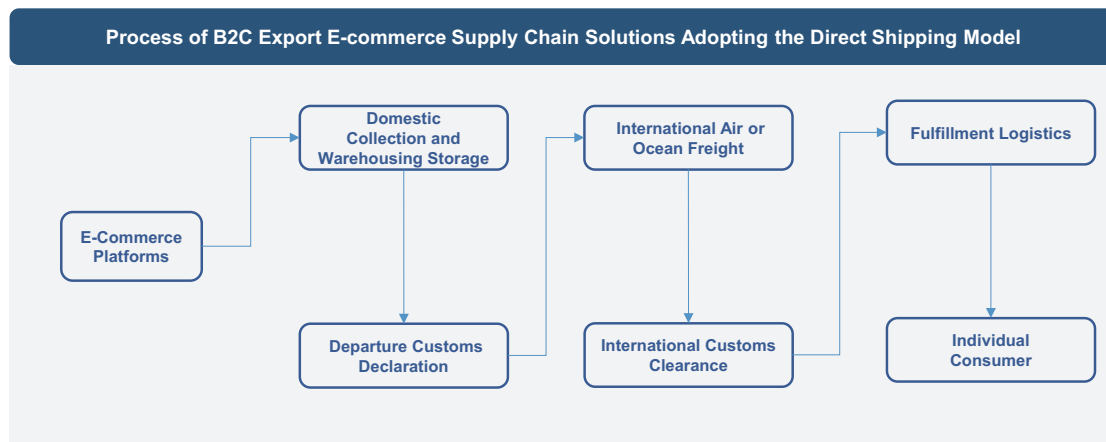 Process of B2C Export E-commerce Supply Chain Solutions Adopting the Direct Shipping Model
E-Commerce
Platforms
Domestic
Collection and
Warehousing Storage
Departure Customs
Declaration
International Air or
Ocean Freight
International Customs
Clearance
Fulfillment Logistics
Individual
Consumer